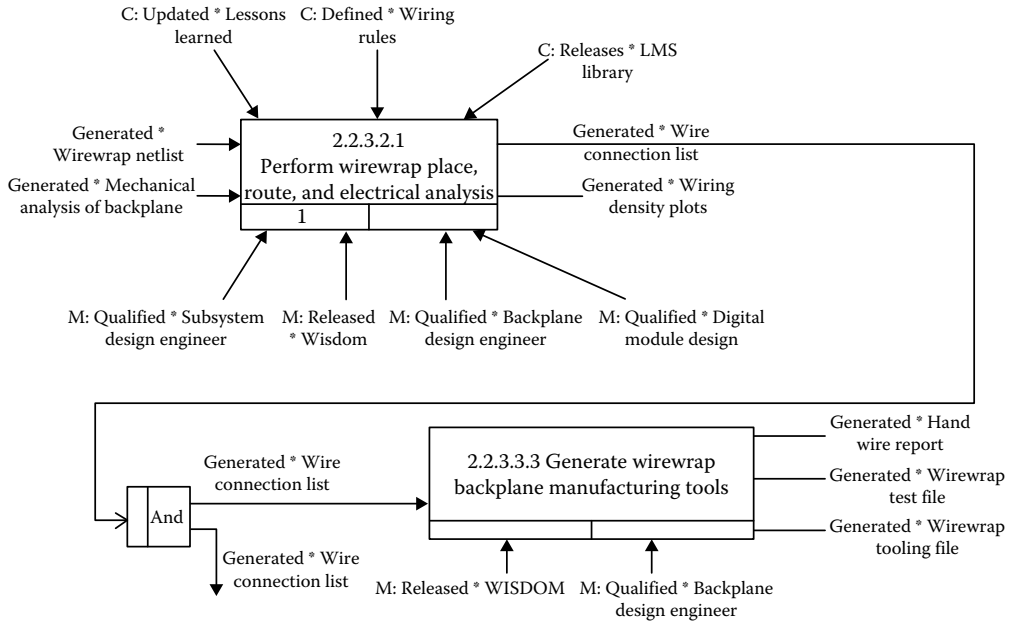 C: Updated * Lessons
learned
C: Defined * Wiring
rules
C: Releases * LMS
library
Generated *
Wirewrap netlist
Generated * Mechanical
analysis of backplane
2.2.3.2.1
Perform wirewrap place,
route, and electrical analysis
1
Generated * Wire
connection list
Generated * Wiring
density plots
M: Qualified * Subsystem
design engineer
M: Released
* Wisdom
M: Qualified * Backplane
design engineer
M: Qualified * Digital
module design
And
Generated * Wire
connection list
Generated * Wire
connection list
2.2.3.3.3 Generate wirewrap
backplane manufacturing tools
Generated * Hand
wire report
Generated * Wirewrap
test file
Generated * Wirewrap
tooling file
M: Released * WISDOM
M: Qualified * Backplane
design engineer